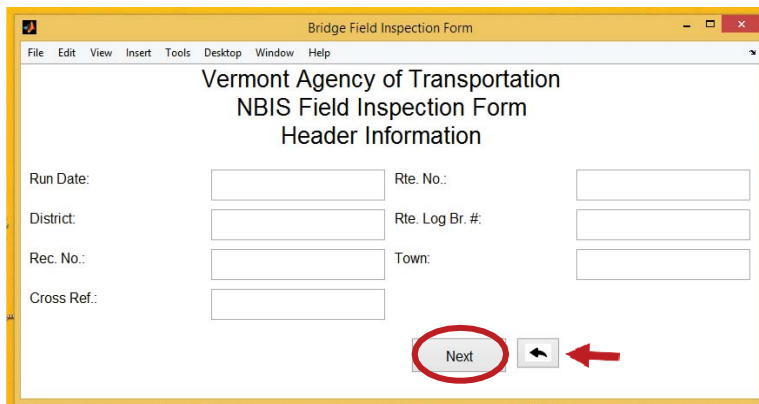 Bridge Field Inspection Form
File Edit View Insert Tools Desktop Window Help
Vermont Agency of Transportation
NBIS Field Inspection Form
Header Information
Run Date: Rte. No.:
District: Rte. Log Br. #:
Rec. No.: Town:
Cross Ref.:
Next